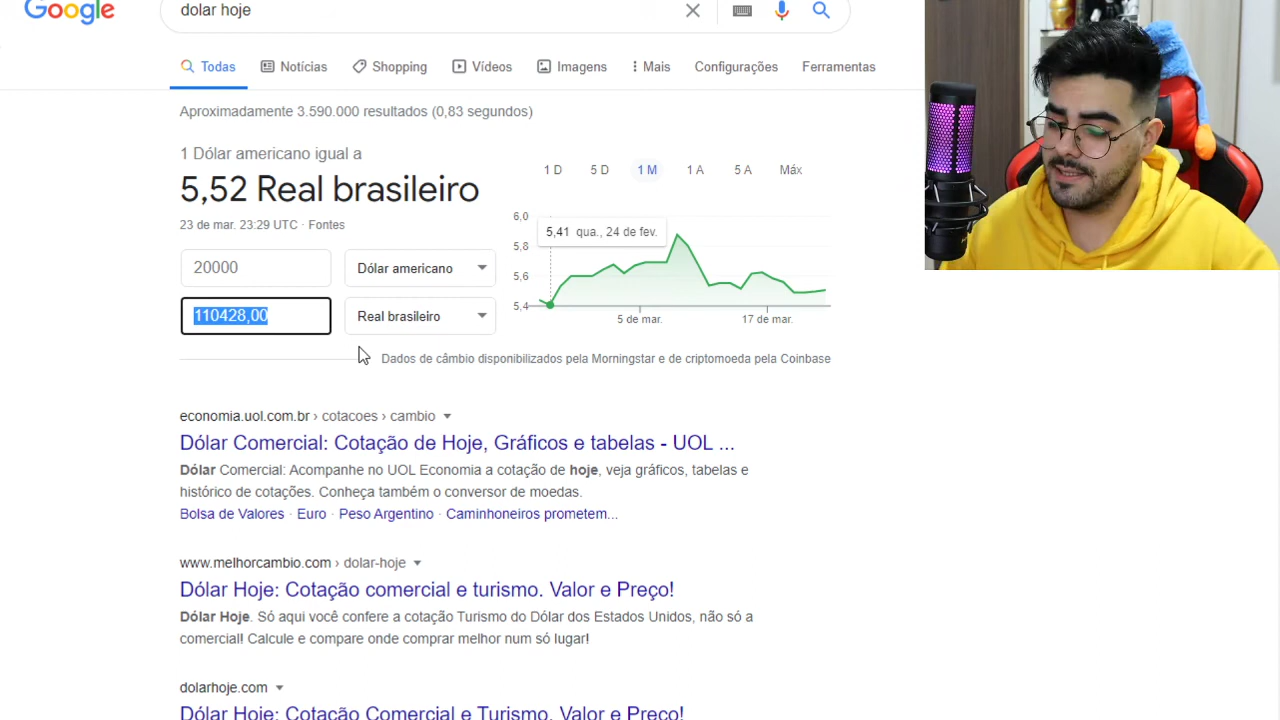 Google
dolar hoje
Todas
Notícias
Shopping
Vídeos
Imagens
Mais
Configurações
Ferramentas
Aproximadamente 3.590.000 resultados (0,83 segundos)
1 Dólar americano igual a
5,52 Real brasileiro
23 de mar. 23:29 UTC · Fontes
20000
Dólar americano
110428,00
Real brasileiro
1 D
5 D
1 M
1 A
5 A
Máx
6,0
5,8
5,6
5,4
5,41 qua., 24 de fev.
5 de mar.
17 de mar.
Dados de câmbio disponibilizados pela Morningstar e de criptomoeda pela Coinbase
economia.uol.com.br › cotacoes › cambio
Dólar Comercial: Cotação de Hoje, Gráficos e tabelas - UOL ...
Dólar Comercial: Acompanhe no UOL Economia a cotação de hoje, veja gráficos, tabelas e
histórico de cotações. Conheça também o conversor de moedas.
Bolsa de Valores · Euro · Peso Argentino · Caminhoneiros prometem...
www.melhorcambio.com › dolar-hoje
Dólar Hoje: Cotação comercial e turismo. Valor e Preço!
Dólar Hoje. Só aqui você confere a cotação Turismo do Dólar dos Estados Unidos, não só a
comercial! Calcule e compare onde comprar melhor num só lugar!
dolarhoje.com
Dólar Hoje: Cotação Comercial e Turismo. Valor e Preço!